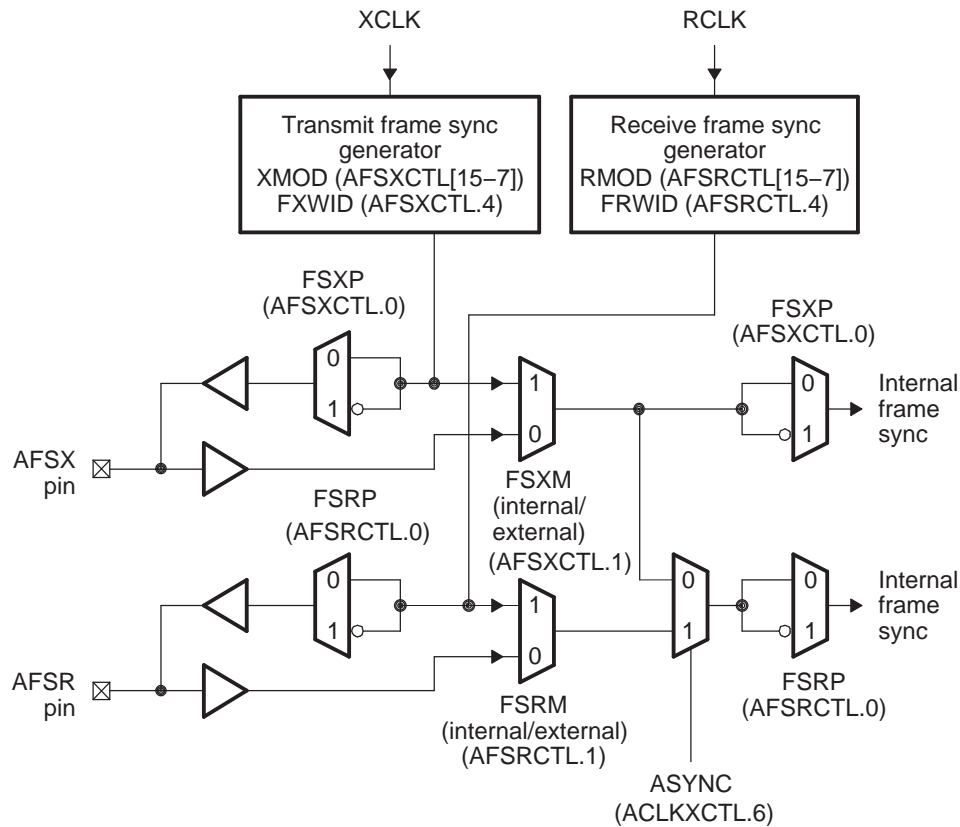 XCLK
RCLK
Transmit frame sync
generator
XMOD (AFSXCTL[15−7])
FXWID (AFSXCTL.4)
Receive frame sync
generator
RMOD (AFSRCTL[15−7])
FRWID (AFSRCTL.4)
FSXP
(AFSXCTL.0)
0
1
1
0
FSXM
(internal/
external)
(AFSXCTL.1)
FSXP
(AFSXCTL.0)
0
1
Internal
frame
sync
AFSX
pin
FSRP
(AFSRCTL.0)
0
1
1
0
FSRM
(internal/external)
(AFSRCTL.1)
0
1
0
1
Internal
frame
sync
FSRP
(AFSRCTL.0)
AFSR
pin
ASYNC
(ACLKXCTL.6)